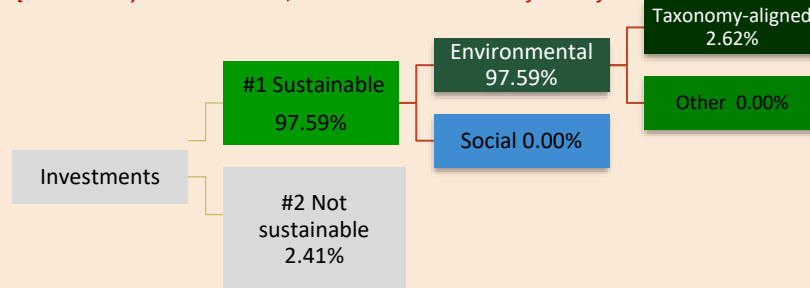 Taxonomy-aligned
2.62%
Environmental
97.59%
#1 Sustainable
97.59%
Other 0.00%
Social 0.00%
Investments
#2 Not
sustainable
2.41%